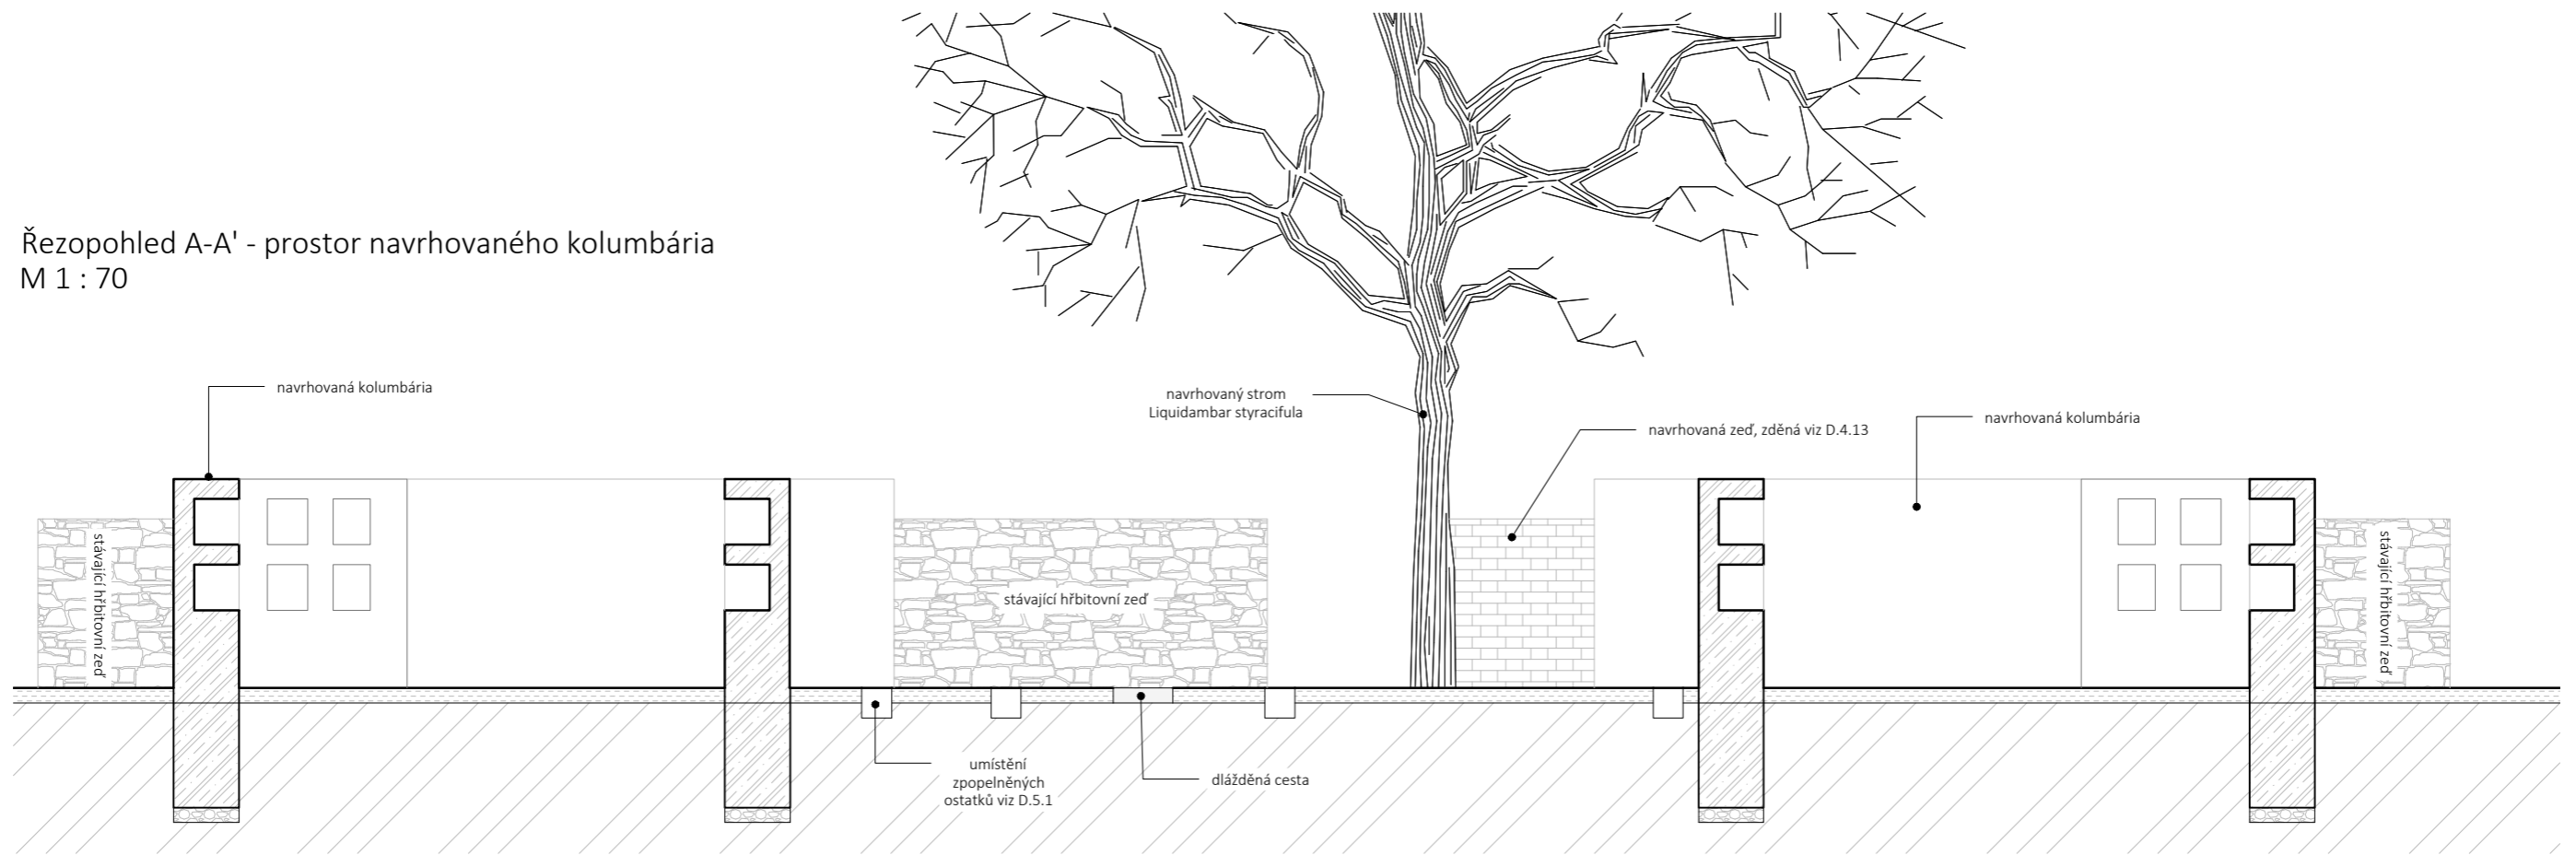 Řezopohled A-A' - prostor navrhovaného kolumbária
M 1 : 70
navrhovaná kolumbária
navrhovaný strom
Liquidambar styracifula
navrhovaná zeď, zděná viz D.4.13
navrhovaná kolumbária
stávající hřbitovní zeď
stávající hřbitovní zeď
stávající hřbitovní zeď
umístění
zpopelněných
ostatků viz D.5.1
dlážděná cesta